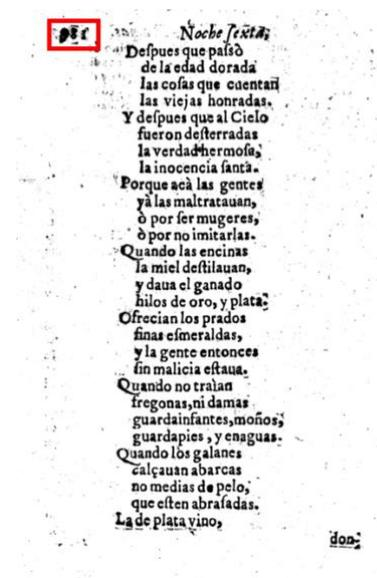 Noche sexta,
Despues que passò
de la edad dorada
las cosas que cuentan
las viejas honradas.
Y despues que al Cielo
fueron desterradas
la verdad hermosa,
la inocencia santa.
Porque acà las gentes
yà las maltratauan,
ò por ser mugeres,
ò por no imitarlas.
Quando las encinas
la miel destilauan,
y daua el ganado
hilos de oro, y plata.
Ofrecian los prados
finas esmeraldas,
y la gente entonces
sin malicia estaua.
Quando no traìan
fregonas, ni damas
guardainfantes, moños,
guardapies, y enaguas.
Quando los galanes
calçauan abarcas
no medias de pelo,
que esten abrasadas.
La de plata vino,
don-